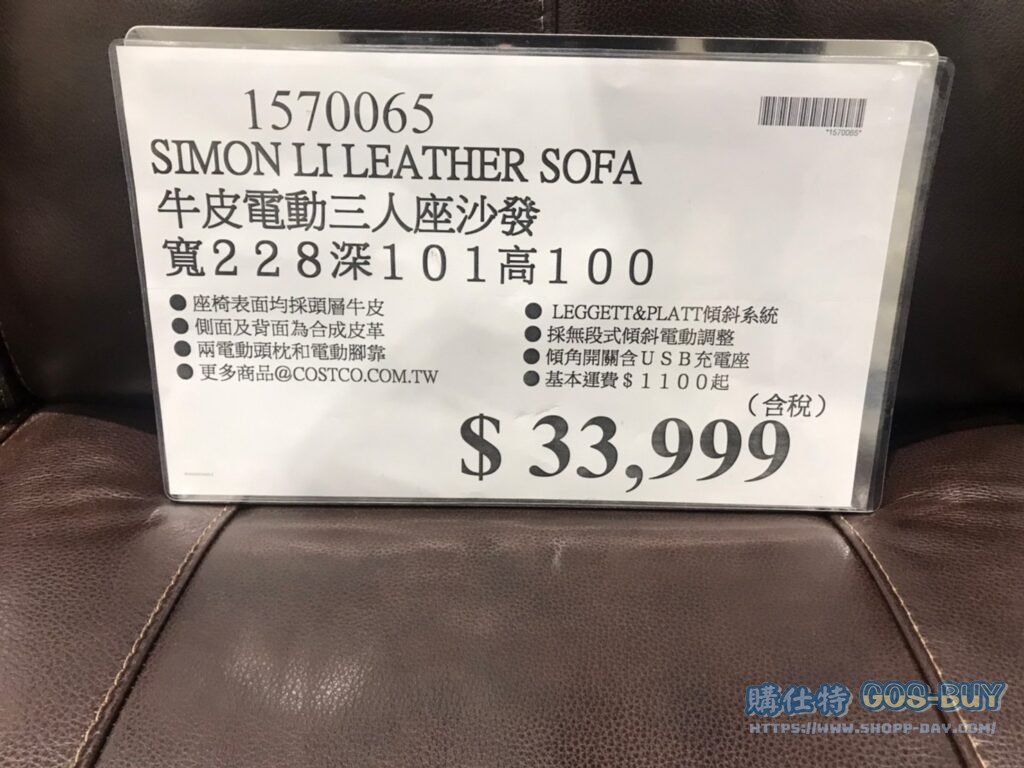 1570065
*1570065*
SIMON LI LEATHER SOFA
牛皮電動三人座沙發
寬228深101高100
● 座椅表面均採頭層牛皮
● 側面及背面為合成皮革
● 兩電動頭枕和電動腳靠
● 更多商品@COSTCO.COM.TW
● LEGGETT&PLATT傾斜系統
● 採無段式傾斜電動調整
● 傾角開關含USB充電座
● 基本運費$1100起
（含稅）
$ 33,999
購仕特 GOS-BUY
HTTPS://WWW.SHOPP-DAY.COM/